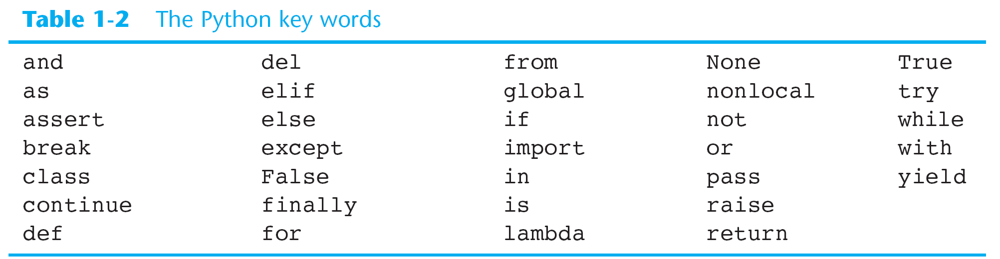 Table 1-2 The Python key words
and del from None True
as elif global nonlocal try
assert else if not while
break except import or with
class False in pass yield
continue finally is raise
def for lambda return